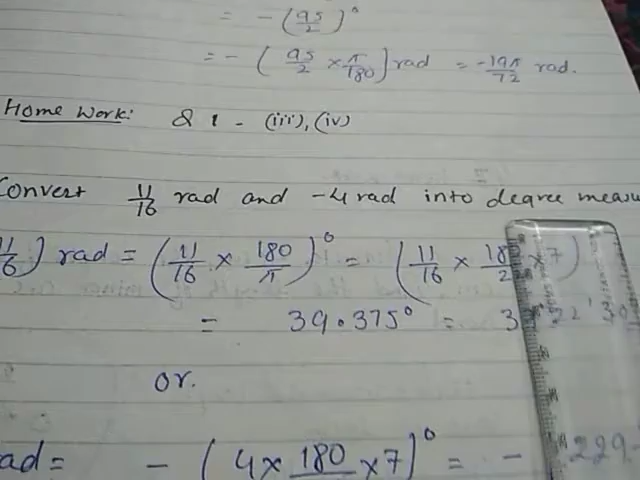 = - (95/2)°
= - (95/2 × π/180) rad = -19π/72 rad.
Home Work: Q 1 - (iii), (iv)
Convert 11/16 rad and -4 rad into degree measu
rad = (11/16 × 180/π)° = (11/16 × 180/2 × 7)
= 39.375° = 3
or.
ad = - (4 × 180 × 7)° = - 229